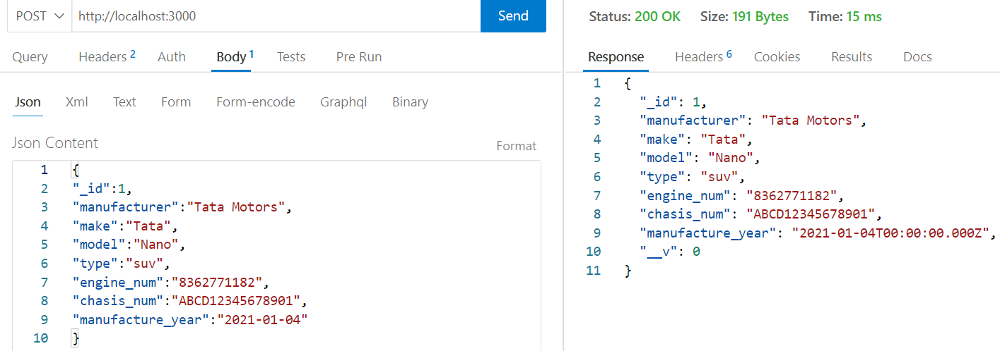 POST http://localhost:3000 Send
Query Headers 2 Auth Body 1 Tests Pre Run
Json Xml Text Form Form-encode Graphql Binary
Json Content Format
1 {
2 "_id":1,
3 "manufacturer":"Tata Motors",
4 "make":"Tata",
5 "model":"Nano",
6 "type":"suv",
7 "engine_num":"8362771182",
8 "chasis_num":"ABCD12345678901",
9 "manufacture_year":"2021-01-04"
10 }
Status: 200 OK Size: 191 Bytes Time: 15 ms
Response Headers 6 Cookies Results Docs
1 {
2 "_id": 1,
3 "manufacturer": "Tata Motors",
4 "make": "Tata",
5 "model": "Nano",
6 "type": "suv",
7 "engine_num": "8362771182",
8 "chasis_num": "ABCD12345678901",
9 "manufacture_year": "2021-01-04T00:00:00.000Z",
10 "__v": 0
11 }